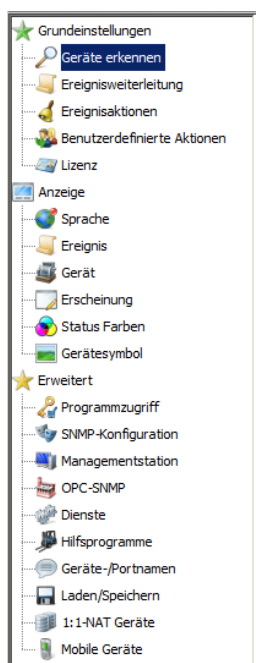 Grundeinstellungen
Geräte erkennen
Ereignisweiterleitung
Ereignisaktionen
Benutzerdefinierte Aktionen
Lizenz
Anzeige
Sprache
Ereignis
Gerät
Erscheinung
Status Farben
Gerätesymbol
Erweitert
Programmzugriff
SNMP-Konfiguration
Managementstation
OPC-SNMP
Dienste
Hilfsprogramme
Geräte-/Portnamen
Laden/Speichern
1:1-NAT Geräte
Mobile Geräte